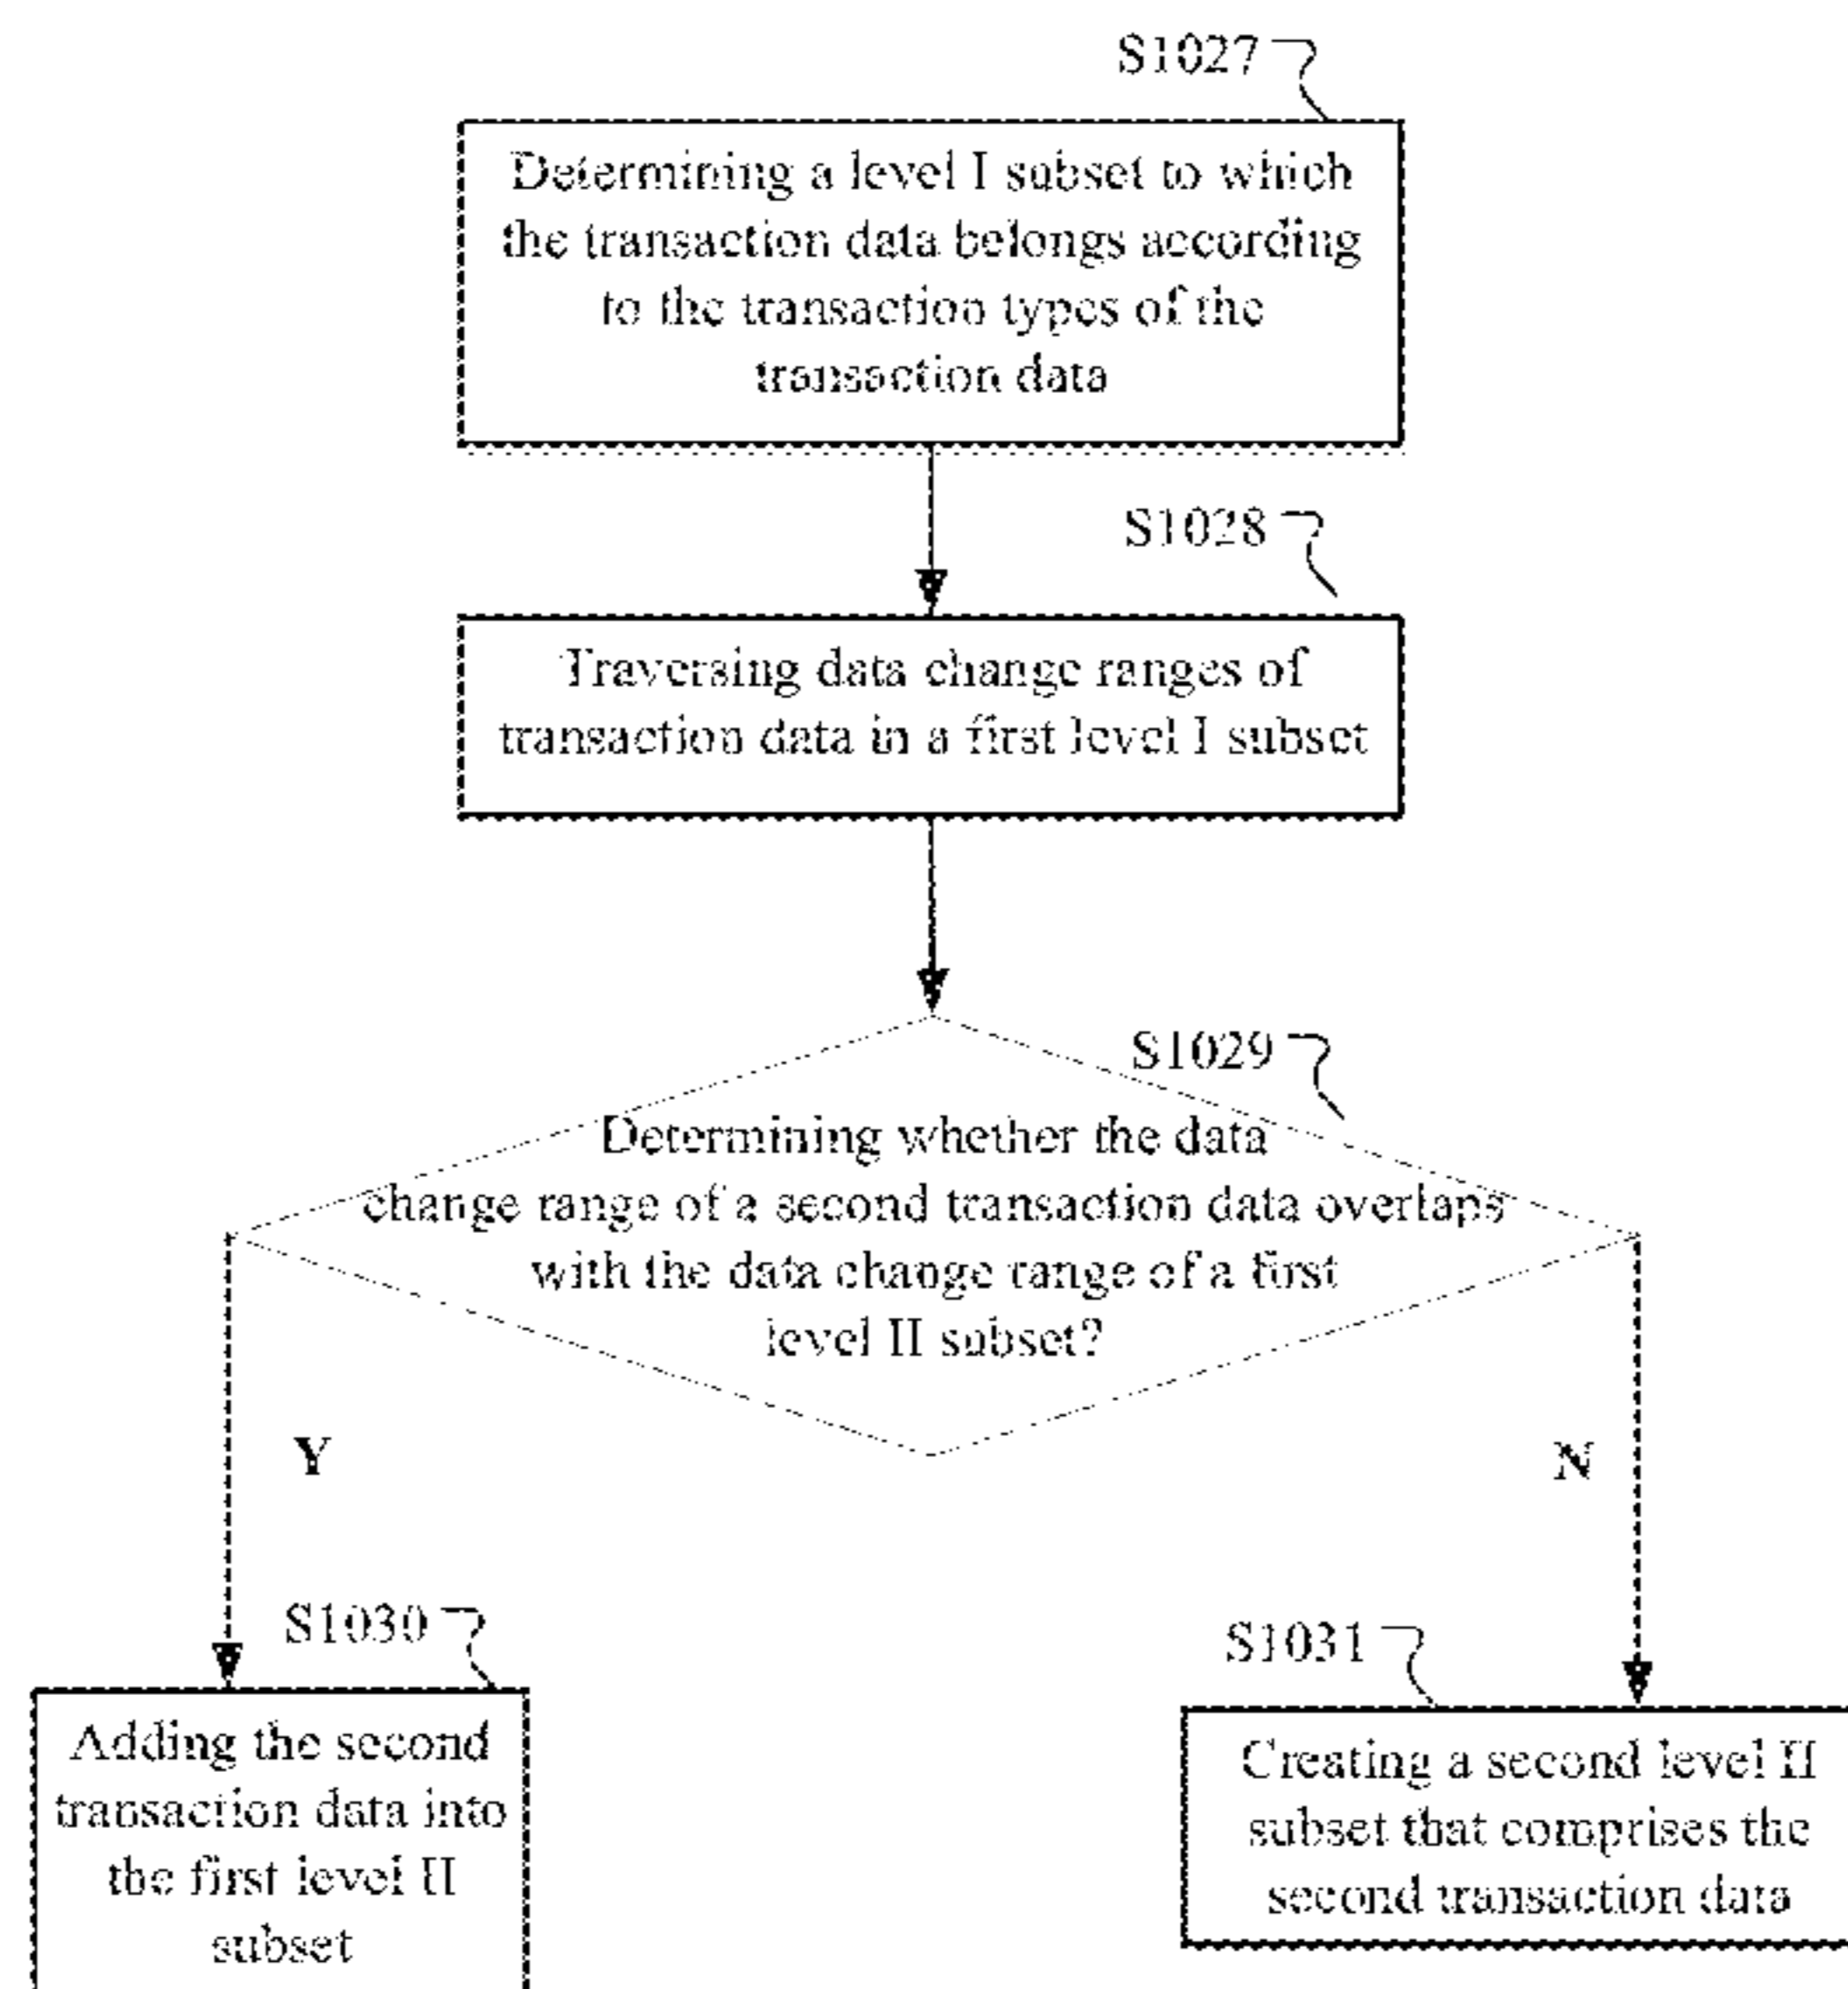 S1027
Determining a level I subset to which
the transaction data belongs according
to the transaction types of the
transaction data
S1028
Traversing data change ranges of
transaction data in a first level I subset
S1029
Determining whether the data
change range of a second transaction data overlaps
with the data change range of a first
level II subset?
Y
N
S1030
Adding the second
transaction data into
the first level II
subset
S1031
Creating a second level II
subset that comprises the
second transaction data